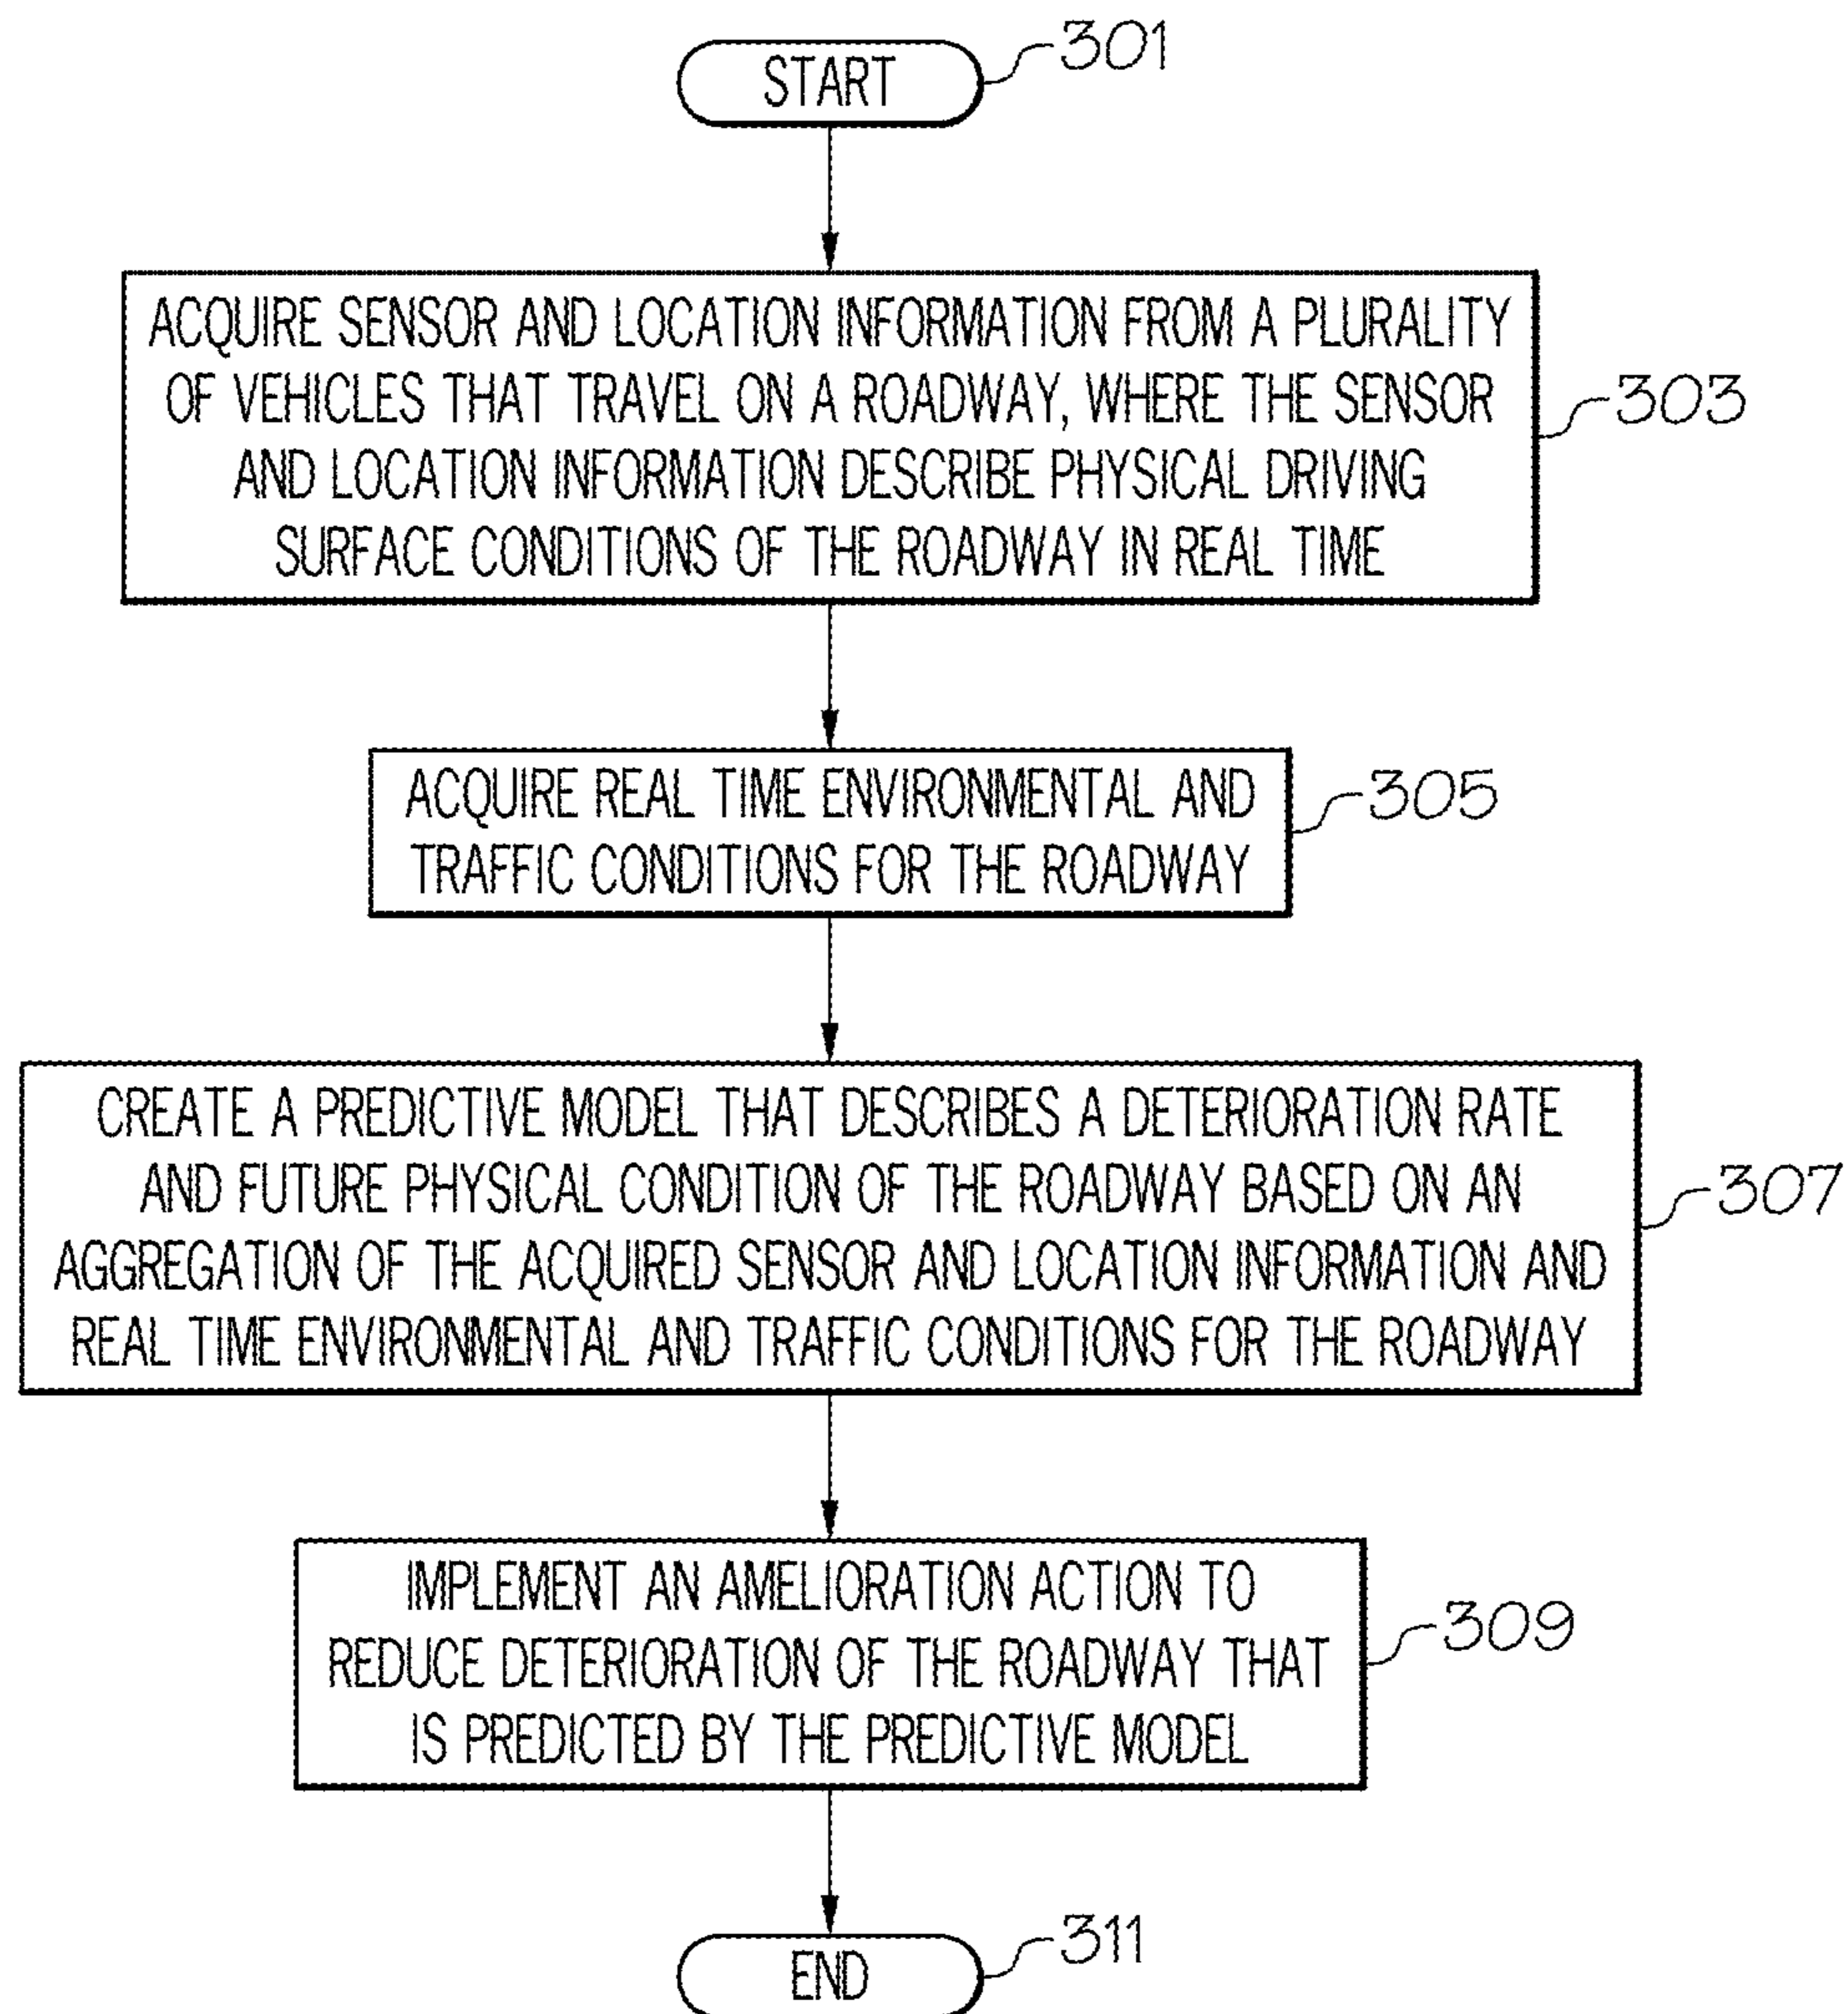 START
301
ACQUIRE SENSOR AND LOCATION INFORMATION FROM A PLURALITY
OF VEHICLES THAT TRAVEL ON A ROADWAY, WHERE THE SENSOR
AND LOCATION INFORMATION DESCRIBE PHYSICAL DRIVING
SURFACE CONDITIONS OF THE ROADWAY IN REAL TIME
303
ACQUIRE REAL TIME ENVIRONMENTAL AND
TRAFFIC CONDITIONS FOR THE ROADWAY
305
CREATE A PREDICTIVE MODEL THAT DESCRIBES A DETERIORATION RATE
AND FUTURE PHYSICAL CONDITION OF THE ROADWAY BASED ON AN
AGGREGATION OF THE ACQUIRED SENSOR AND LOCATION INFORMATION AND
REAL TIME ENVIRONMENTAL AND TRAFFIC CONDITIONS FOR THE ROADWAY
307
IMPLEMENT AN AMELIORATION ACTION TO
REDUCE DETERIORATION OF THE ROADWAY THAT
IS PREDICTED BY THE PREDICTIVE MODEL
309
END
311